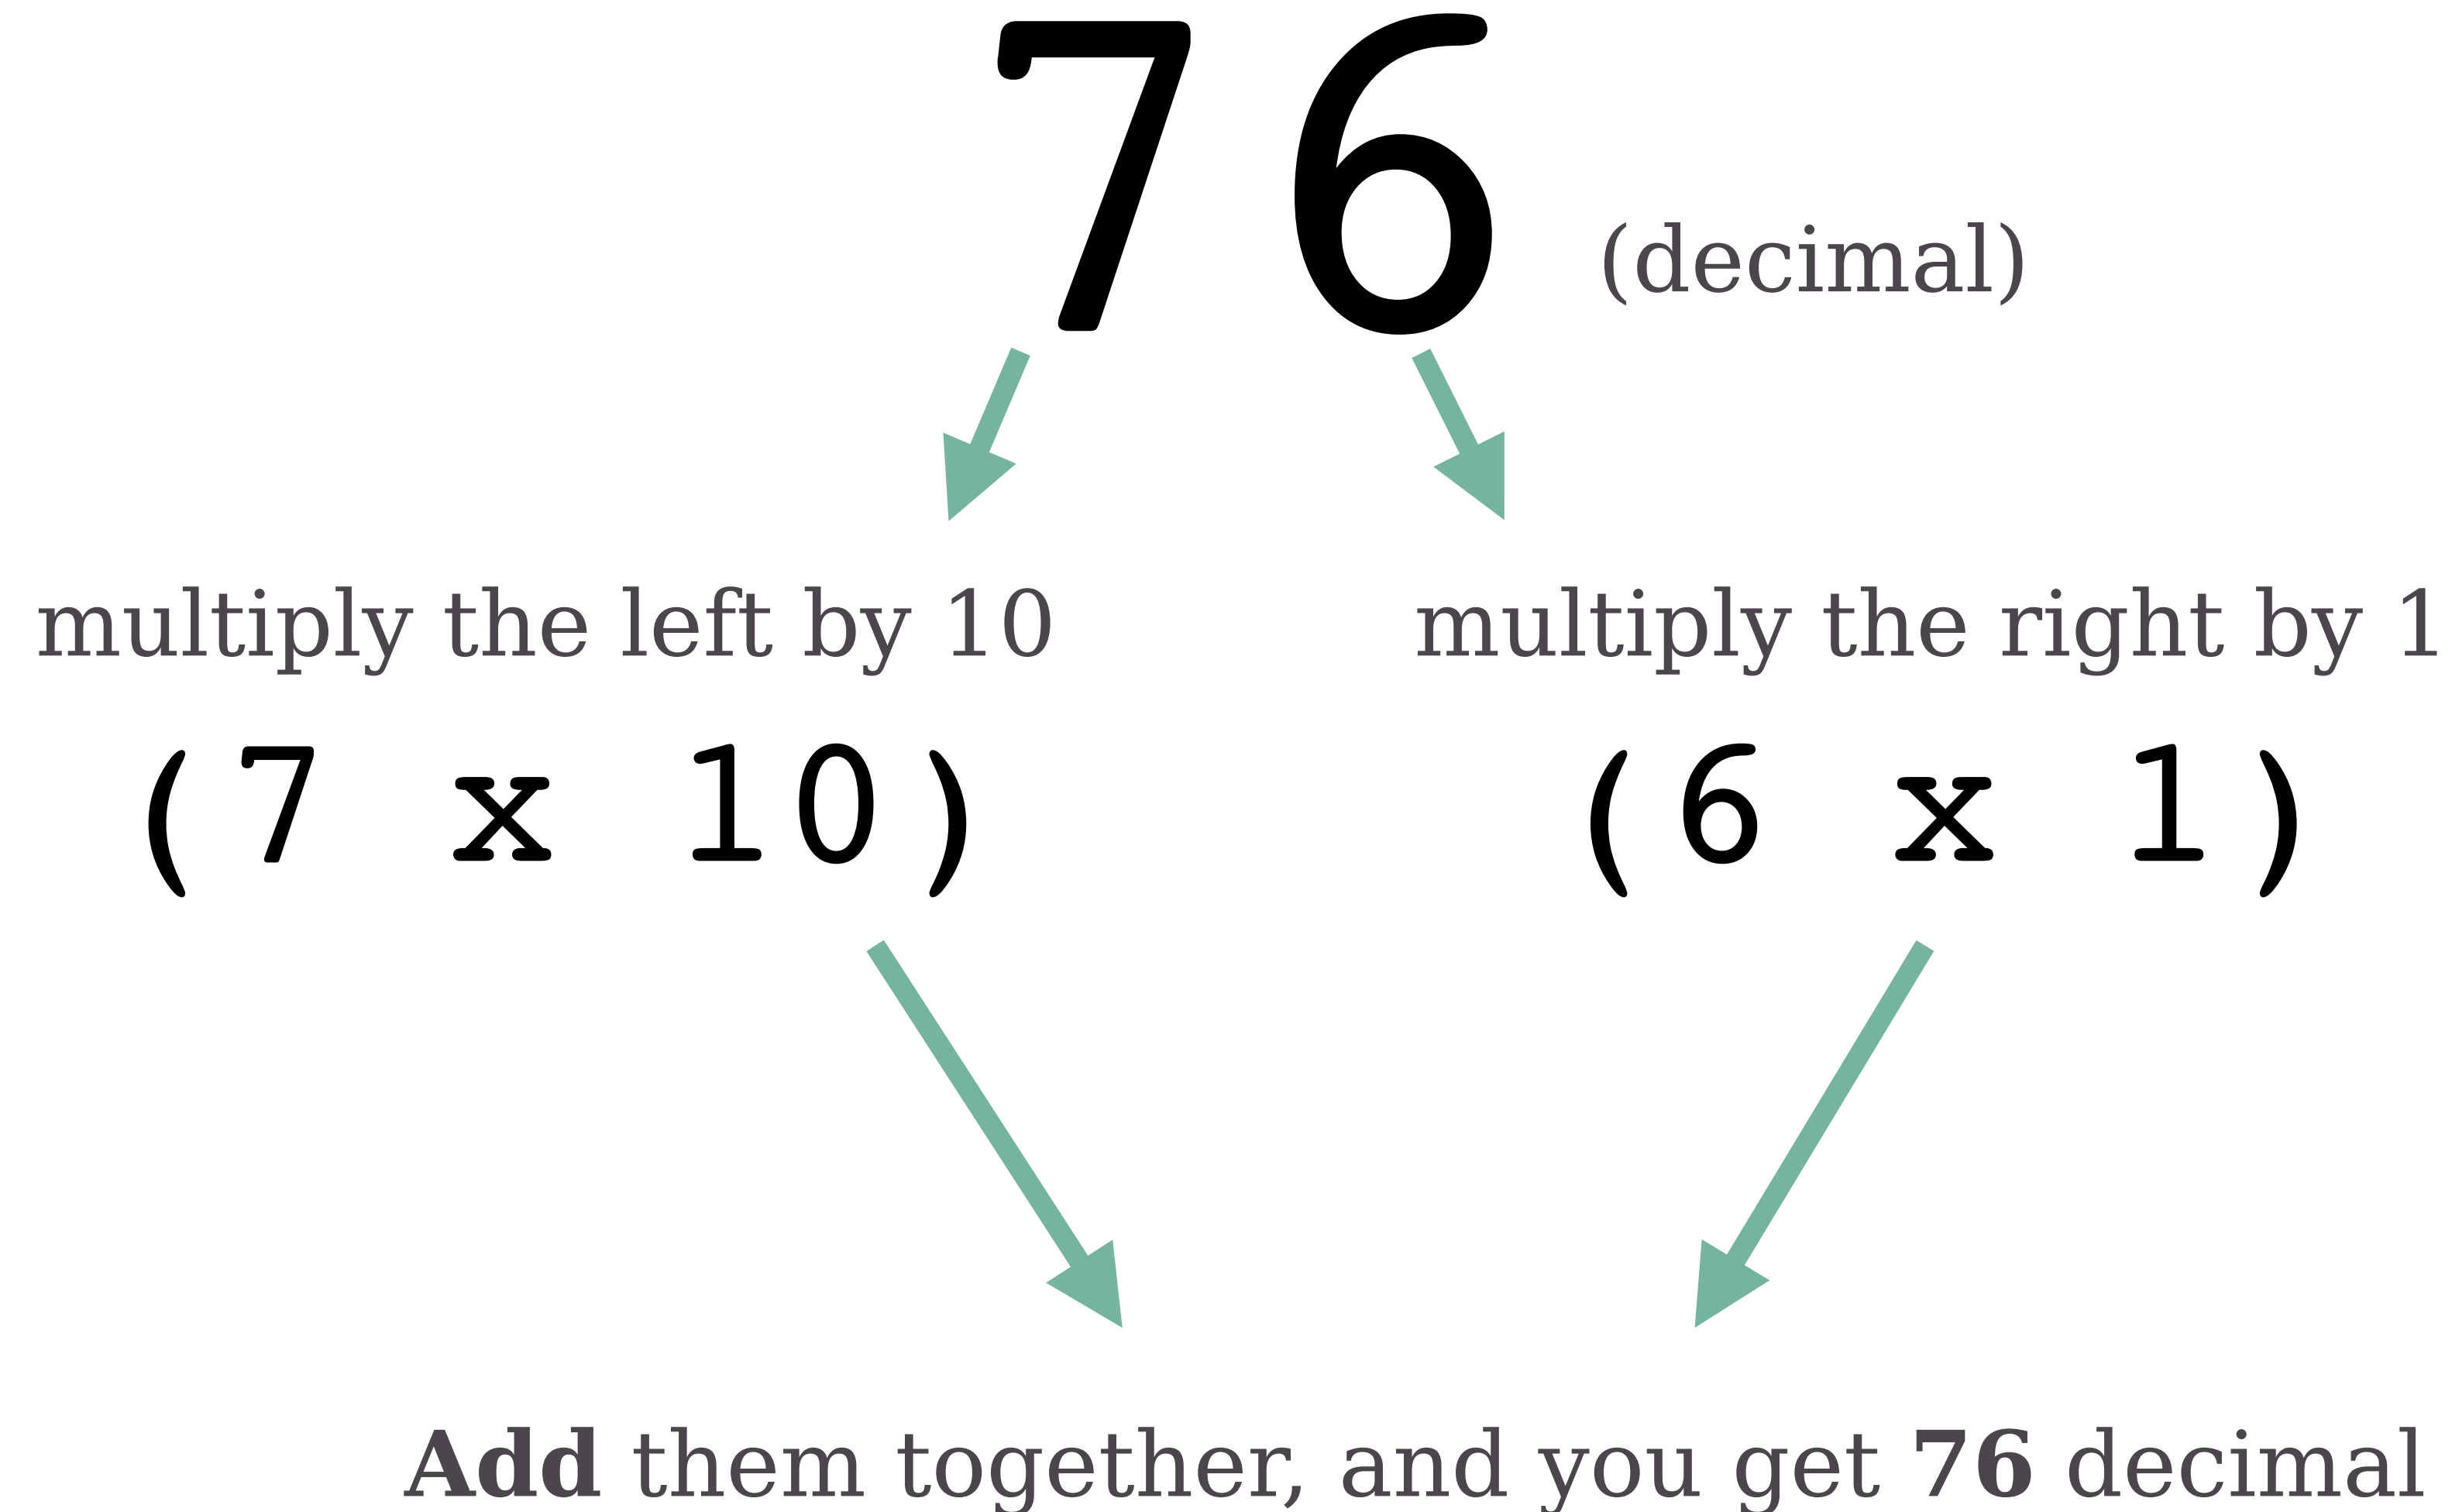 76 (decimal)
multiply the left by 10
multiply the right by 1
(7 x 10)
(6 x 1)
Add them together, and you get 76 decimal